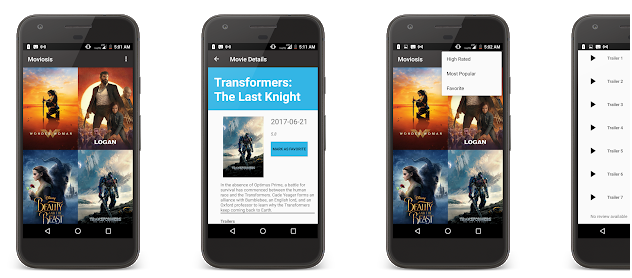 5:01 AM
Moviosis
WONDER WOMAN
LOGAN
Disney
BEAUTY
AND THE
BEAST
TRANSFORMERS
5:01 AM
Movie Details
Transformers:
The Last Knight
2017-06-21
MARK AS FAVORITE
In the absence of Optimus Prime, a battle for
survival has commenced between the human
race and the Transformers. Cade Yeager forms an
alliance with Bumblebee, an English lord, and an
Oxford professor to learn why the Transformers
keep coming back to Earth.
Trailers
5:02 AM
Moviosis
High Rated
Most Popular
Favorite
WONDER WOMAN
LOGAN
Disney
BEAUTY
AND THE
BEAST
TRANSFORMERS
Trailer 1
Trailer 2
Trailer 3
Trailer 4
Trailer 5
Trailer 6
Trailer 7
No review available